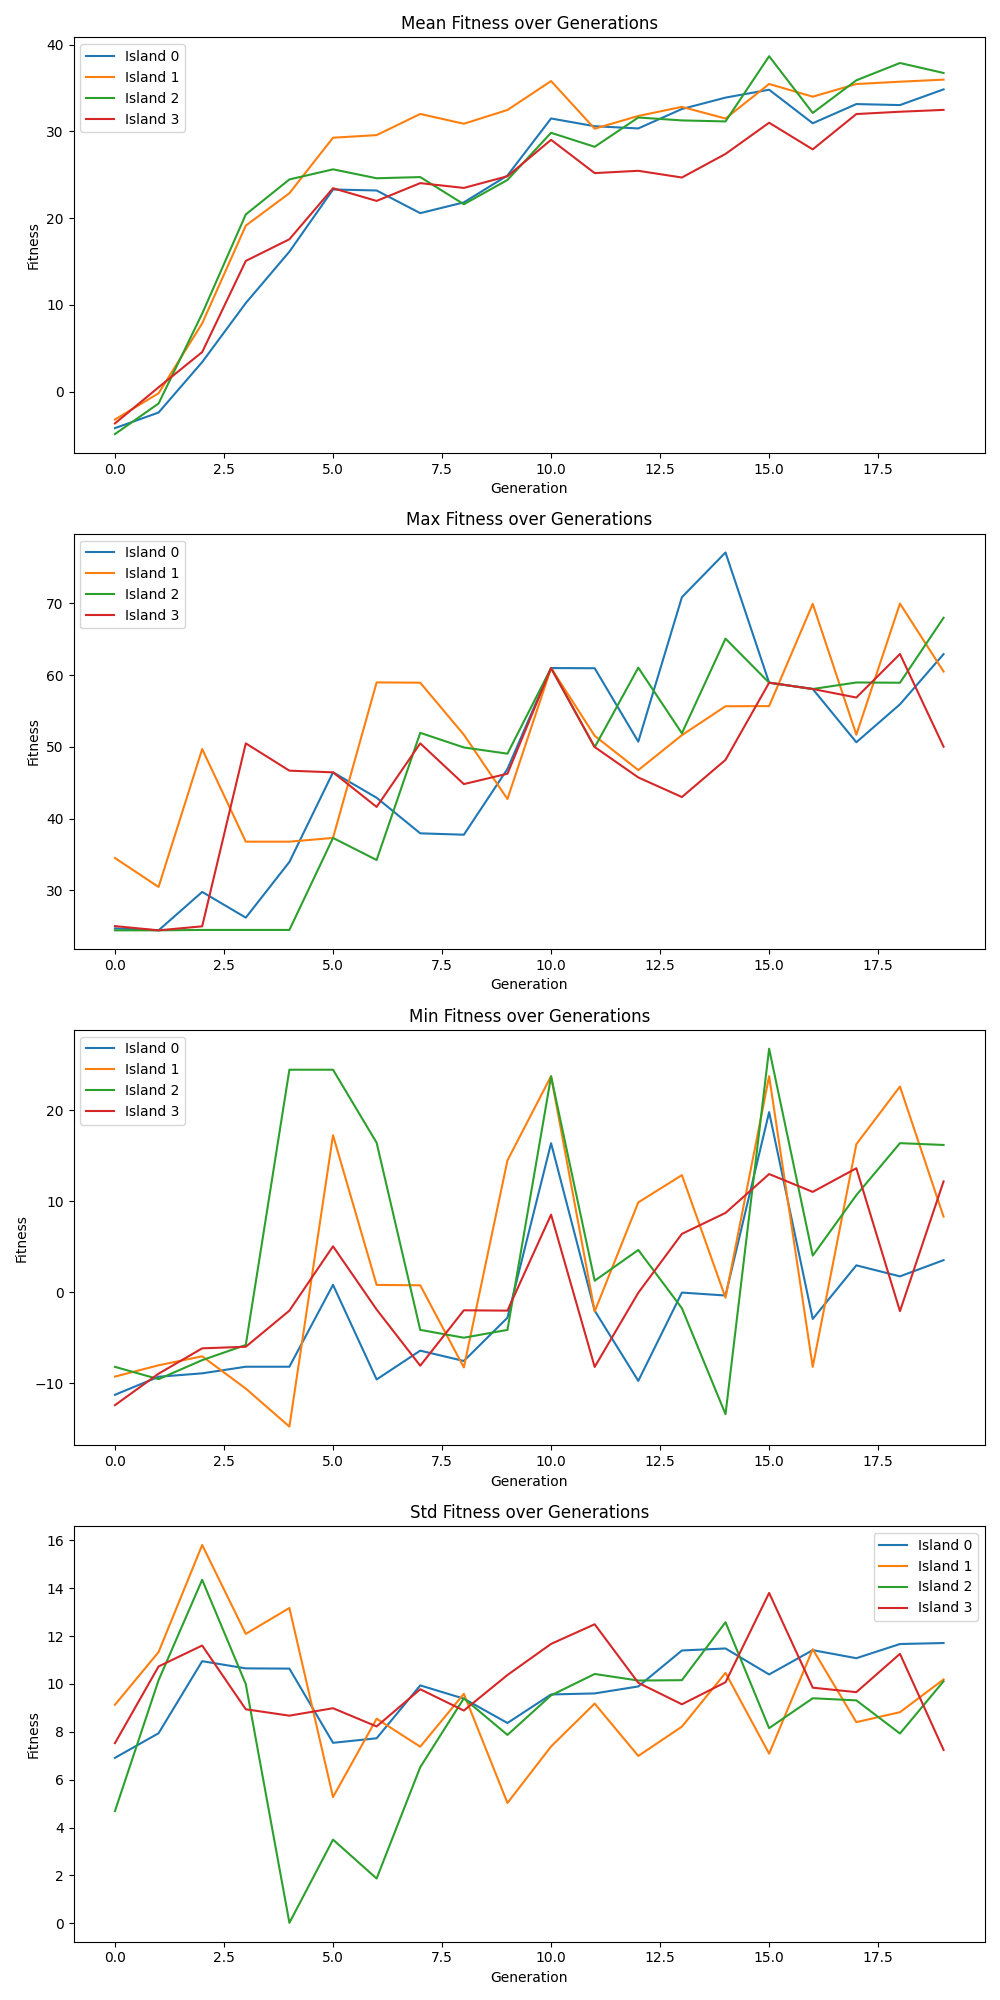 Mean Fitness over Generations
Island 0
Island 1
Island 2
Island 3
Fitness
40
30
20
10
0
0.0 2.5 5.0 7.5 10.0 12.5 15.0 17.5
Generation
Max Fitness over Generations
Island 0
Island 1
Island 2
Island 3
Fitness
70
60
50
40
30
0.0 2.5 5.0 7.5 10.0 12.5 15.0 17.5
Generation
Min Fitness over Generations
Island 0
Island 1
Island 2
Island 3
Fitness
20
10
0
−10
0.0 2.5 5.0 7.5 10.0 12.5 15.0 17.5
Generation
Std Fitness over Generations
Island 0
Island 1
Island 2
Island 3
Fitness
16
14
12
10
8
6
4
2
0
0.0 2.5 5.0 7.5 10.0 12.5 15.0 17.5
Generation